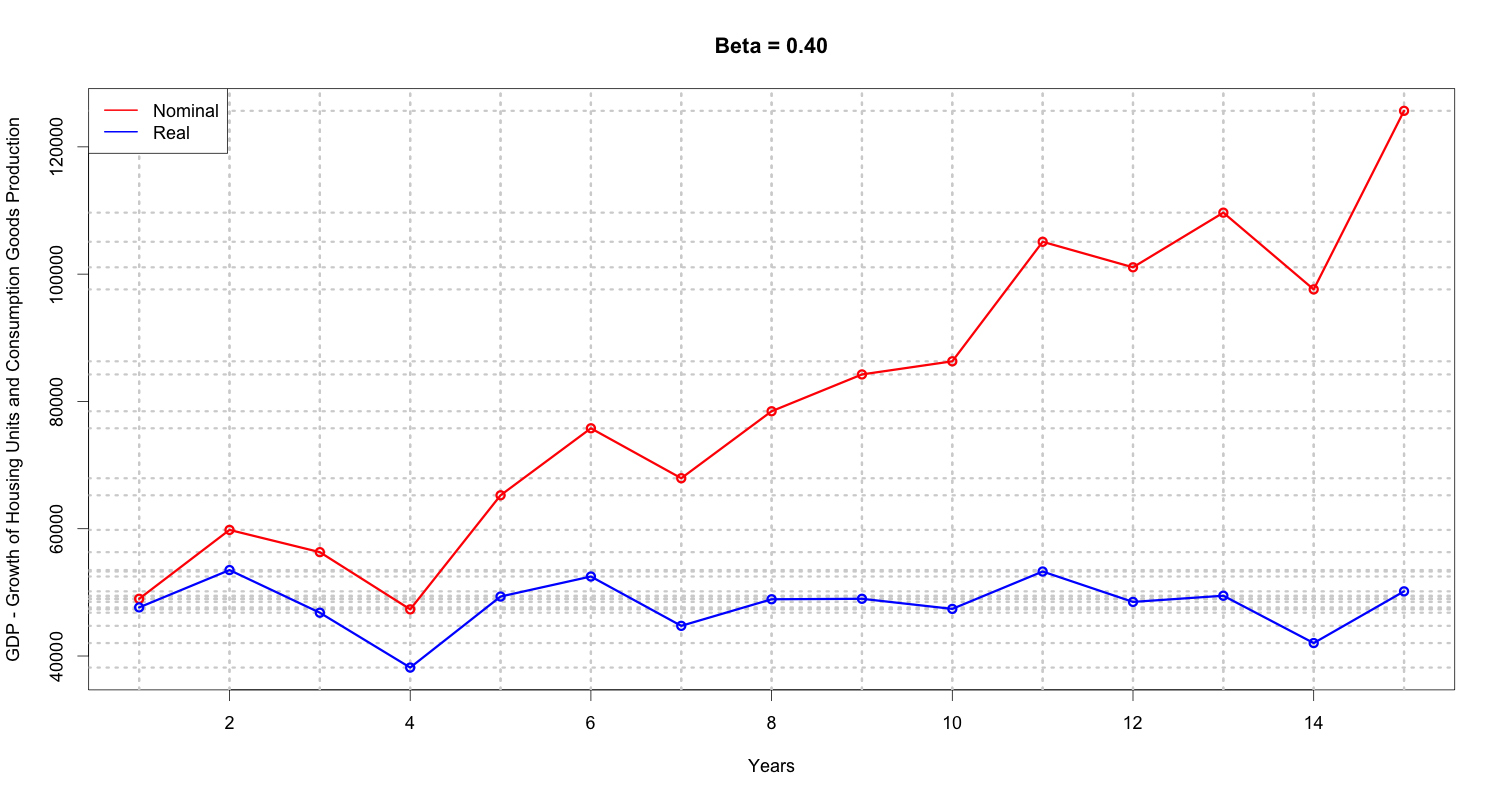 Beta = 0.40
Nominal
Real
GDP - Growth of Housing Units and Consumption Goods Production
120000
100000
80000
60000
40000
2 4 6 8 10 12 14
Years